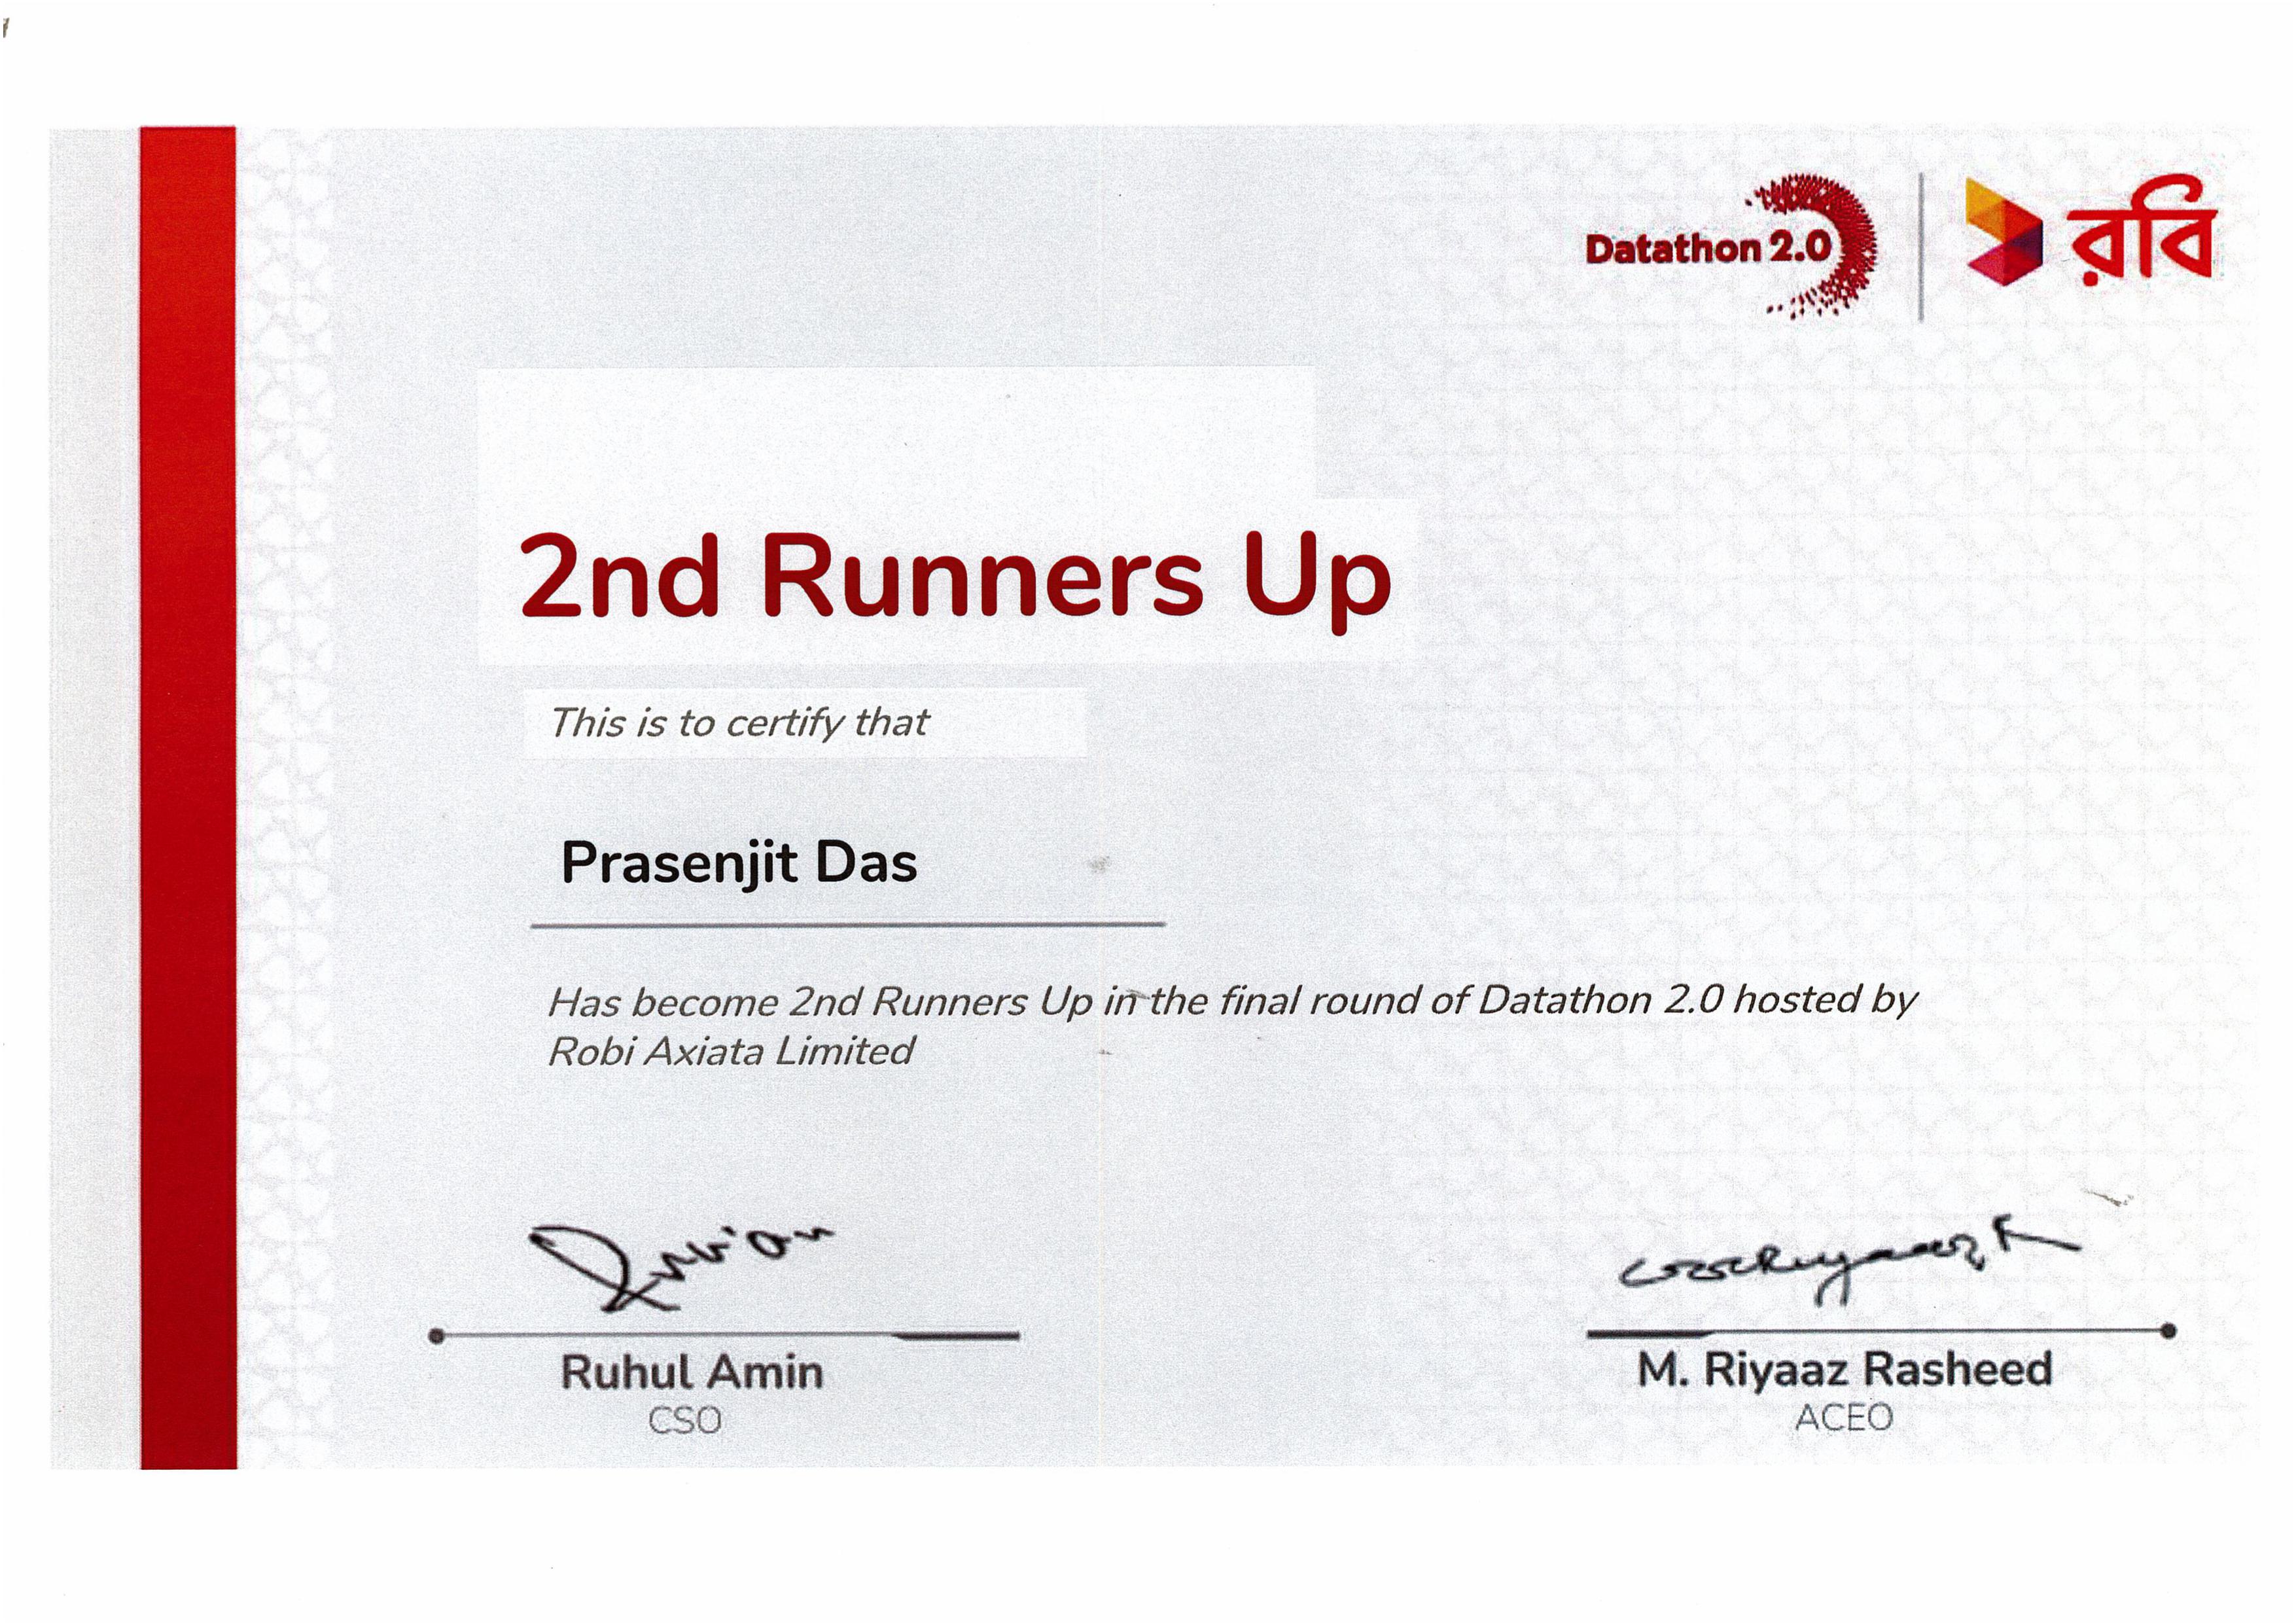 Datathon 2.0
রবি
2nd Runners Up
This is to certify that
Prasenjit Das
Has become 2nd Runners Up in the final round of Datathon 2.0 hosted by
Robi Axiata Limited
Ruhul Amin
M. Riyaaz Rasheed
CSO
ACEO